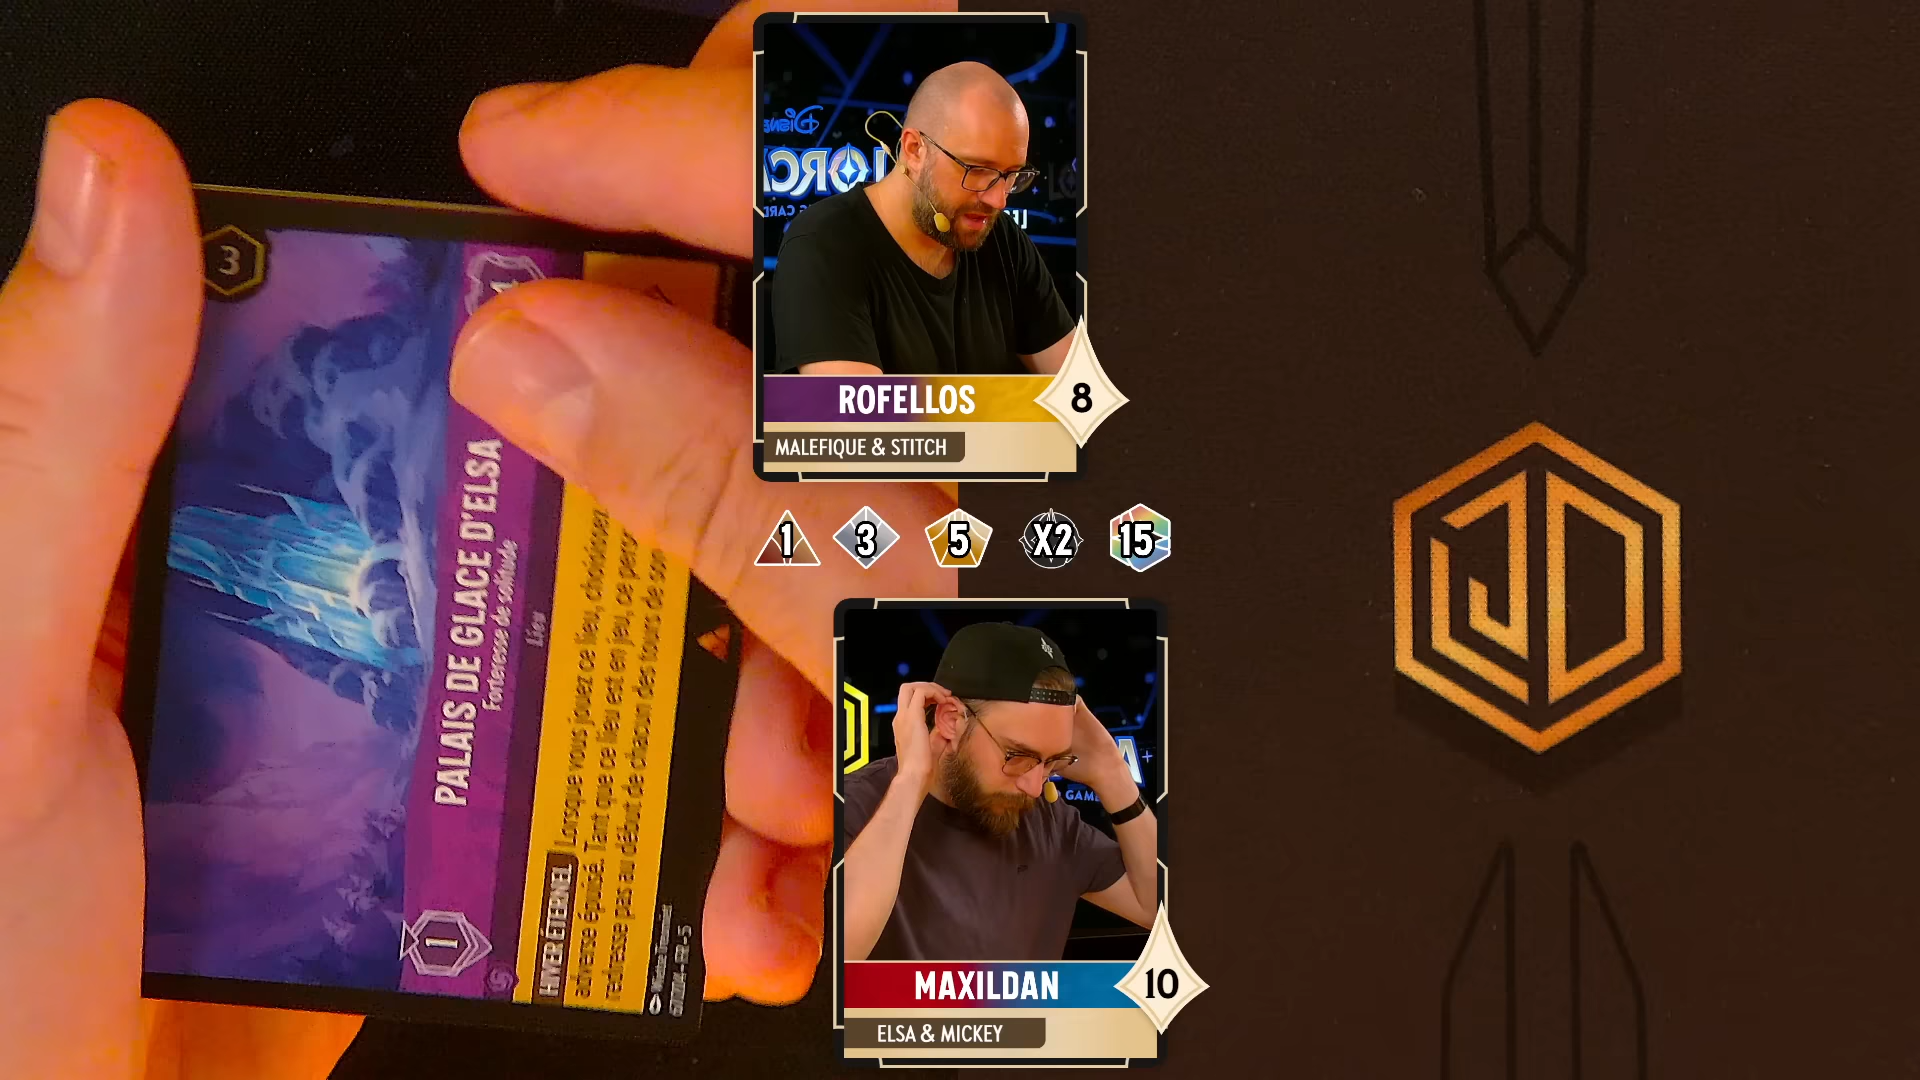 3
PALAIS DE GLACE D'ELSA
Forteresse de solitude
Lieu
HIVER ÉTERNEL Lorsque vous jouez ce lieu, choisissez
adverse épuisé. Tant que ce lieu est en jeu, ce
redresse pas au début de chacun des tours de son
1
ROFELLOS
8
MALEFIQUE & STITCH
1
3
5
X2
15
MAXILDAN
10
ELSA & MICKEY
GAME
JD